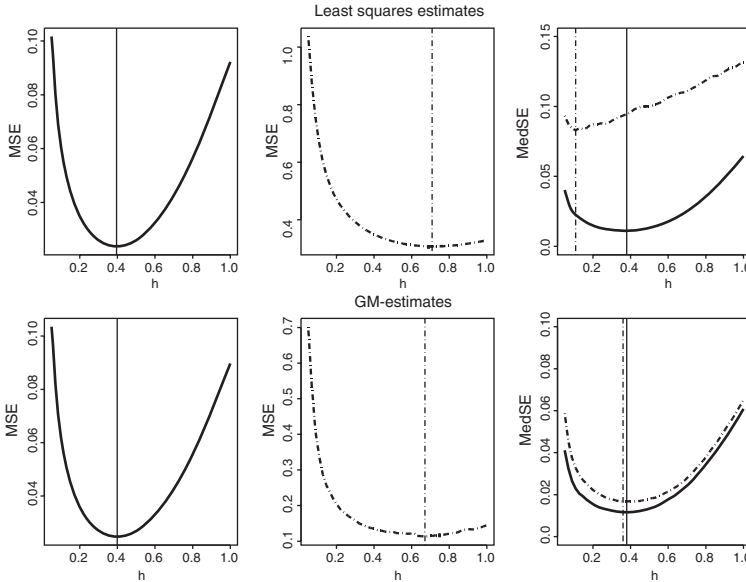 Least squares estimates
MSE
0.04 0.06 0.08 0.10
0.2 0.4 0.6 0.8 1.0
h
MSE
0.4 0.6 0.8 1.0
0.2 0.4 0.6 0.8 1.0
h
MedSE
0.0 0.05 0.10 0.15
0.2 0.4 0.6 0.8 1.0
h
GM-estimates
MSE
0.04 0.06 0.08 0.10
0.2 0.4 0.6 0.8 1.0
h
MSE
0.1 0.2 0.3 0.4 0.5 0.6 0.7
0.2 0.4 0.6 0.8 1.0
h
MedSE
0.0 0.02 0.04 0.06 0.08 0.10
0.2 0.4 0.6 0.8 1.0
h